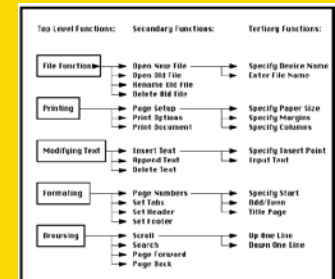 Top Level Functions: Secondary Functions: Tertiary Functions:
File Function Open New File Specify Device Name
Open Old File Enter File Name
Rename Old File
Delete Old File
Printing Page Setup Specify Paper Size
Print Options Specify Margins
Print Document Specify Columns
Modifying Text Insert Text Specify Insert Point
Append Text Input Text
Delete Text
Formating Page Numbers Specify Start
Set Tabs Odd/Even
Set Header Title Page
Set Footer
Browsing Scroll Up One Line
Search Down One Line
Page Forward
Page Back